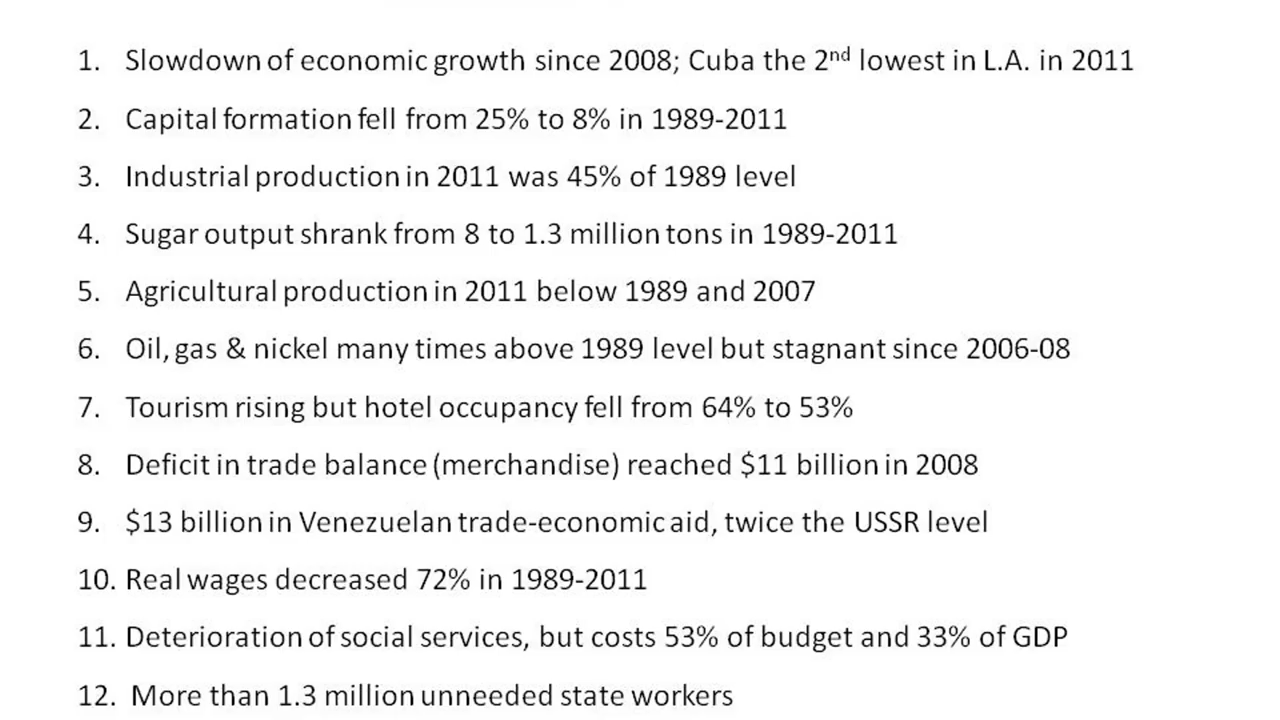 1. Slowdown of economic growth since 2008; Cuba the 2nd lowest in L.A. in 2011
2. Capital formation fell from 25% to 8% in 1989-2011
3. Industrial production in 2011 was 45% of 1989 level
4. Sugar output shrank from 8 to 1.3 million tons in 1989-2011
5. Agricultural production in 2011 below 1989 and 2007
6. Oil, gas & nickel many times above 1989 level but stagnant since 2006-08
7. Tourism rising but hotel occupancy fell from 64% to 53%
8. Deficit in trade balance (merchandise) reached $11 billion in 2008
9. $13 billion in Venezuelan trade-economic aid, twice the USSR level
10. Real wages decreased 72% in 1989-2011
11. Deterioration of social services, but costs 53% of budget and 33% of GDP
12. More than 1.3 million unneeded state workers